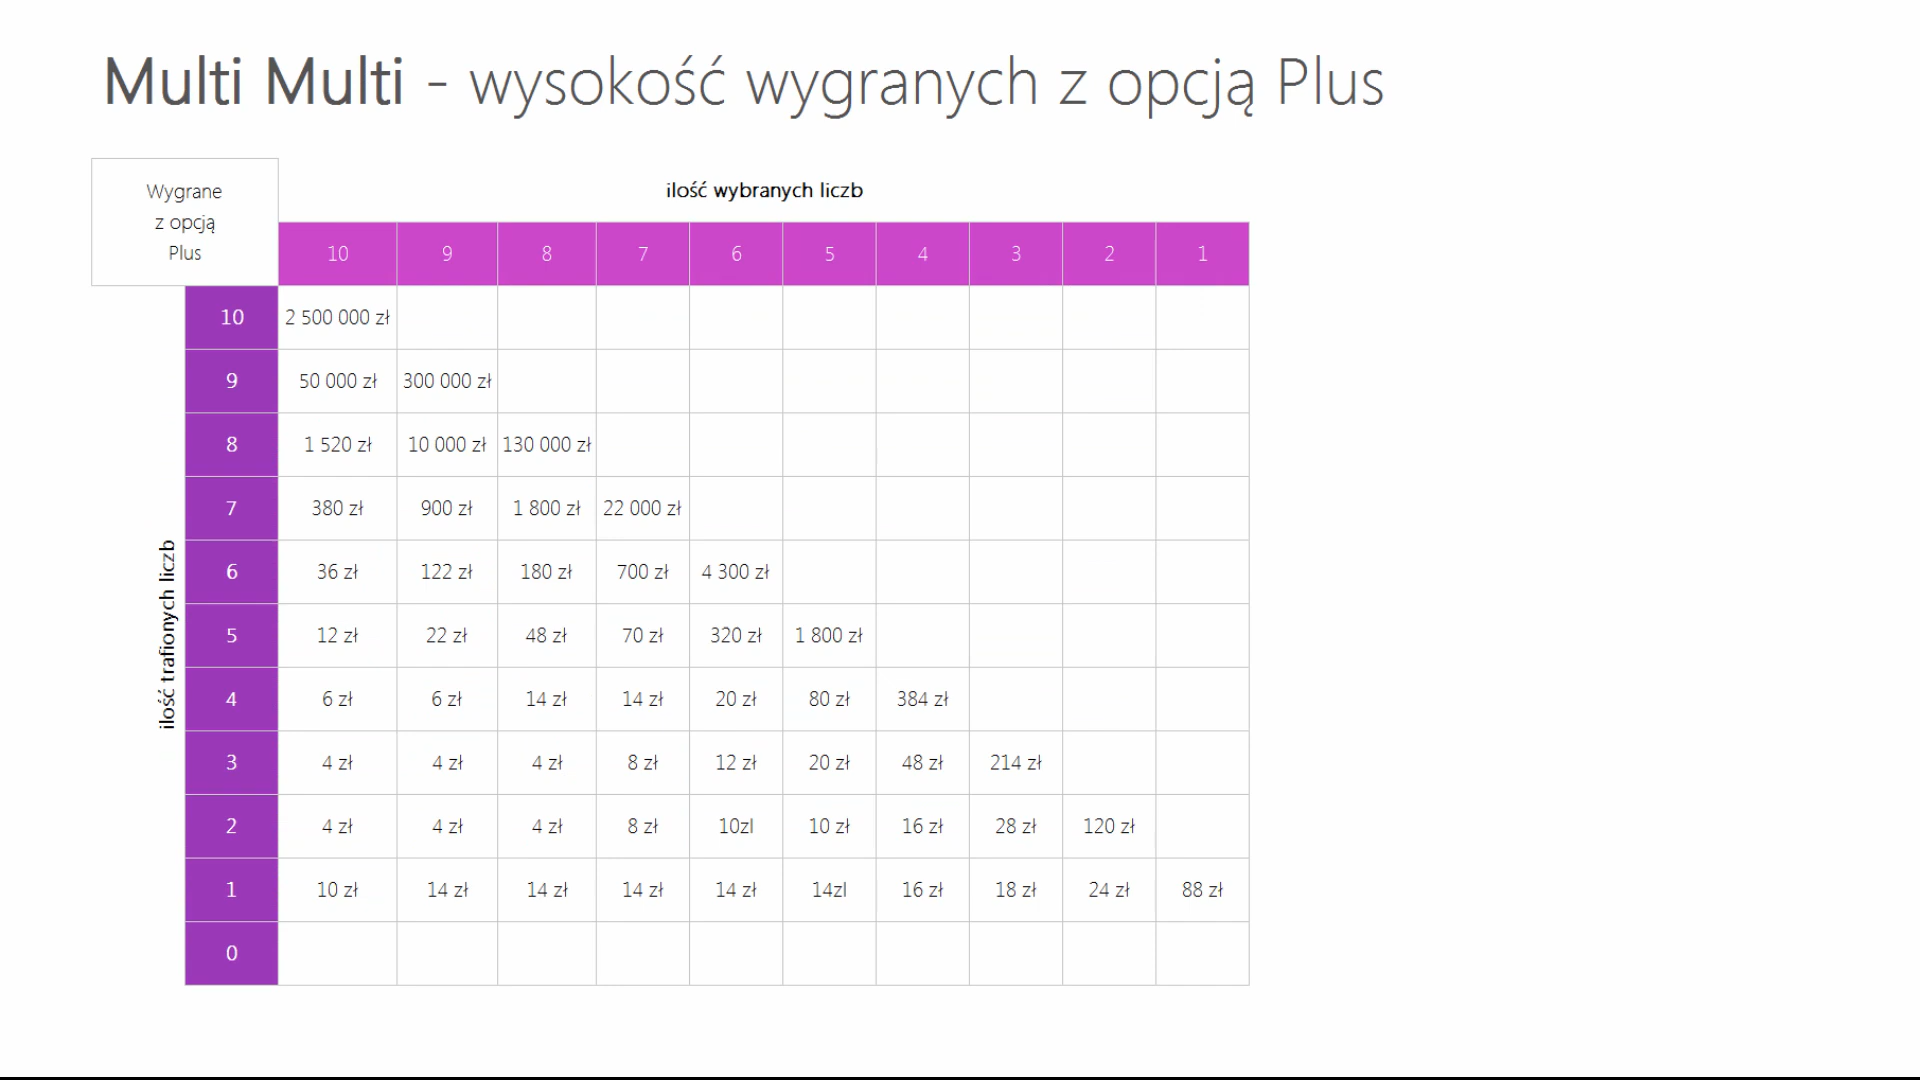 Multi Multi - wysokość wygranych z opcją Plus
Wygrane
z opcją
Plus
ilość wybranych liczb
10 9 8 7 6 5 4 3 2 1
ilość trafionych liczb
10 2 500 000 zł
9 50 000 zł 300 000 zł
8 1 520 zł 10 000 zł 130 000 zł
7 380 zł 900 zł 1 800 zł 22 000 zł
6 36 zł 122 zł 180 zł 700 zł 4 300 zł
5 12 zł 22 zł 48 zł 70 zł 320 zł 1 800 zł
4 6 zł 6 zł 14 zł 14 zł 20 zł 80 zł 384 zł
3 4 zł 4 zł 4 zł 8 zł 12 zł 20 zł 48 zł 214 zł
2 4 zł 4 zł 4 zł 8 zł 10zl 10 zł 16 zł 28 zł 120 zł
1 10 zł 14 zł 14 zł 14 zł 14 zł 14zl 16 zł 18 zł 24 zł 88 zł
0